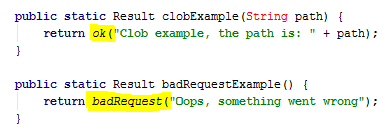 public static Result clobExample(String path) {
    return ok("Clob example, the path is: " + path);
}
public static Result badRequestExample() {
    return badRequest("Oops, something went wrong");
}